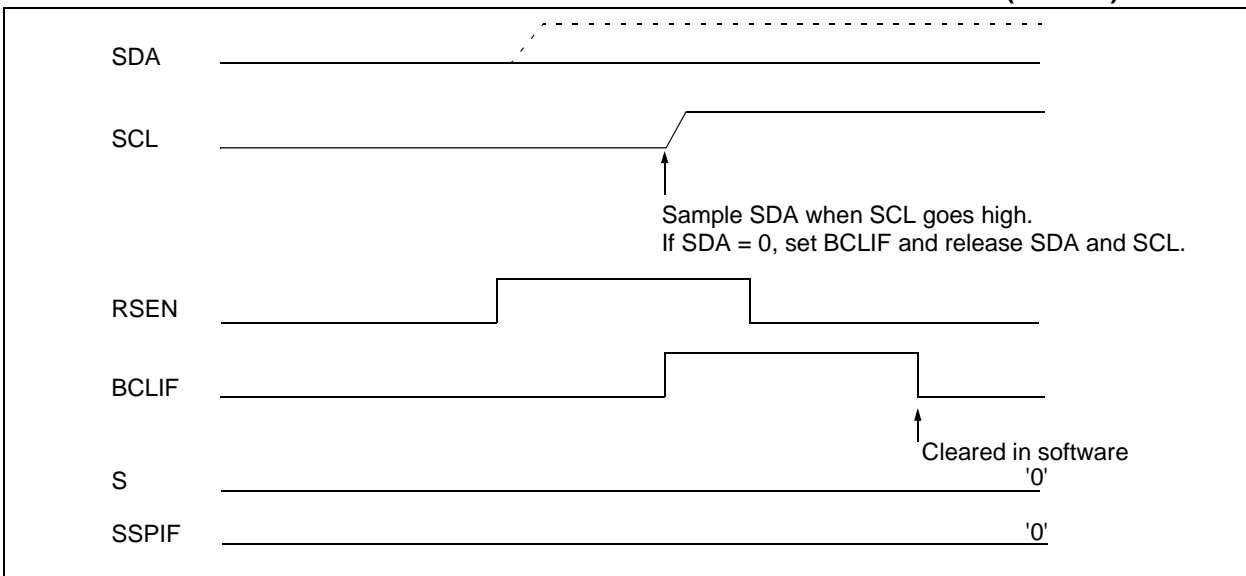 SDA
SCL
Sample SDA when SCL goes high.
If SDA = 0, set BCLIF and release SDA and SCL.
RSEN
BCLIF
Cleared in software
S
'0'
SSPIF
'0'